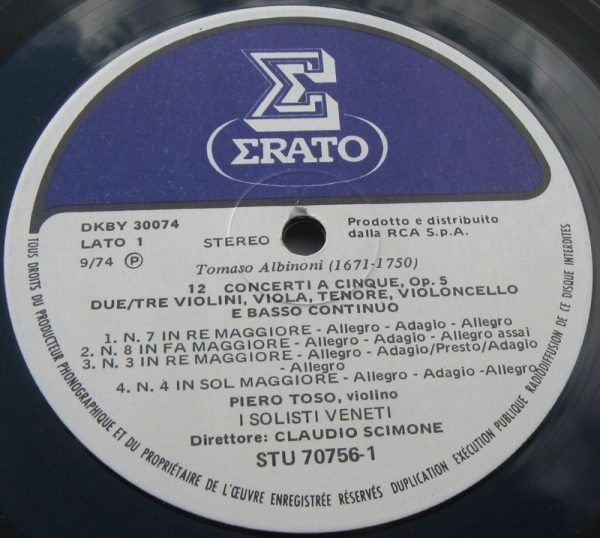 Σ
ΣRATO
DKBY 30074
LATO 1
STEREO
9/74 Ⓟ
Prodotto e distribuito
dalla RCA S.p.A.
Tomaso Albinoni (1671-1750)
12 CONCERTI A CINQUE, Op. 5
DUE/TRE VIOLINI, VIOLA, TENORE, VIOLONCELLO
E BASSO CONTINUO
1. N. 7 IN RE MAGGIORE - Allegro - Adagio - Allegro
2. N. 8 IN FA MAGGIORE - Allegro - Adagio - Allegro assai
3. N. 3 IN RE MAGGIORE - Allegro - Adagio/Presto/Adagio
- Allegro
4. N. 4 IN SOL MAGGIORE - Allegro - Adagio -Allegro
PIERO TOSO, violino
I SOLISTI VENETI
Direttore: CLAUDIO SCIMONE
STU 70756-1
TOUS DROITS DU PRODUCTEUR PHONOGRAPHIQUE ET DU PROPRIÉTAIRE DE L'ŒUVRE ENREGISTRÉE RÉSERVÉS DUPLICATION EXÉCUTION PUBLIQUE RADIODIFFUSION DE CE DISQUE INTERDITES